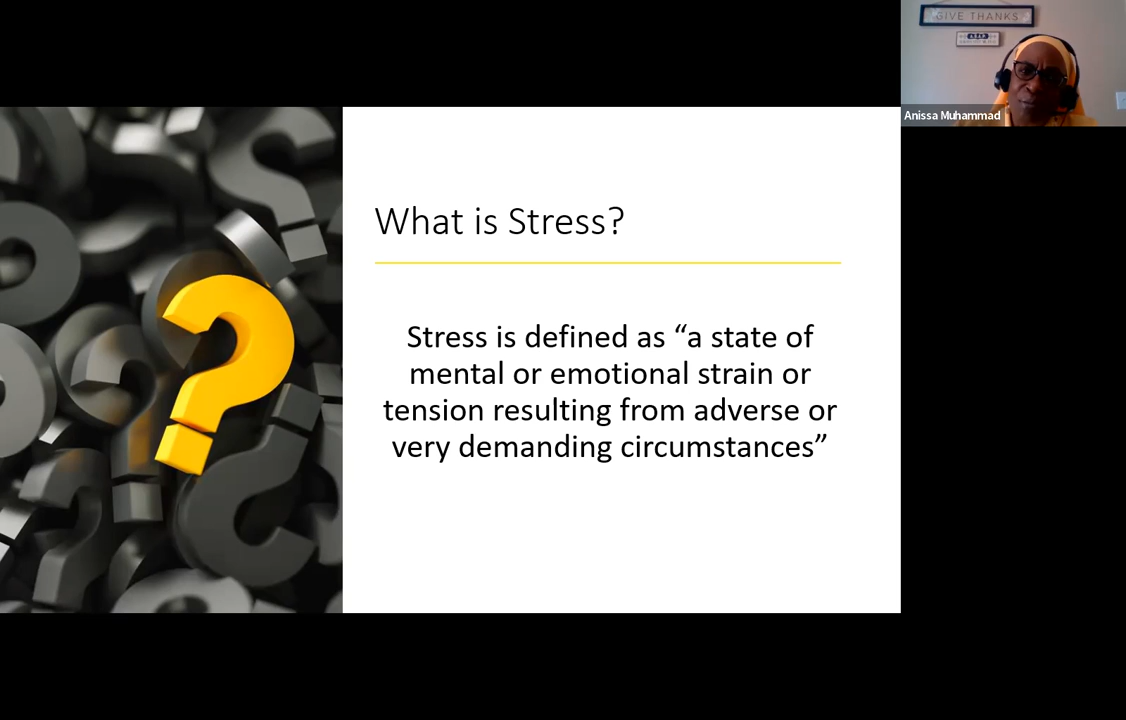 GIVE THANKS
Anissa Muhammad
What is Stress?
Stress is defined as “a state of
mental or emotional strain or
tension resulting from adverse or
very demanding circumstances”